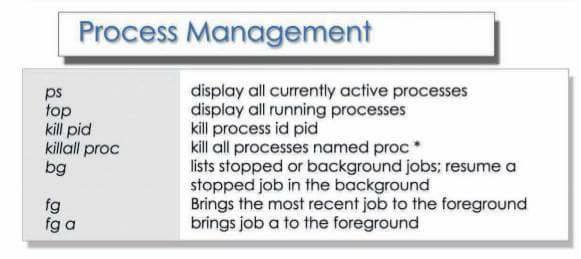 Process Management
ps display all currently active processes
top display all running processes
kill pid kill process id pid
killall proc kill all processes named proc *
bg lists stopped or background jobs; resume a
stopped job in the background
fg Brings the most recent job to the foreground
fg a brings job a to the foreground